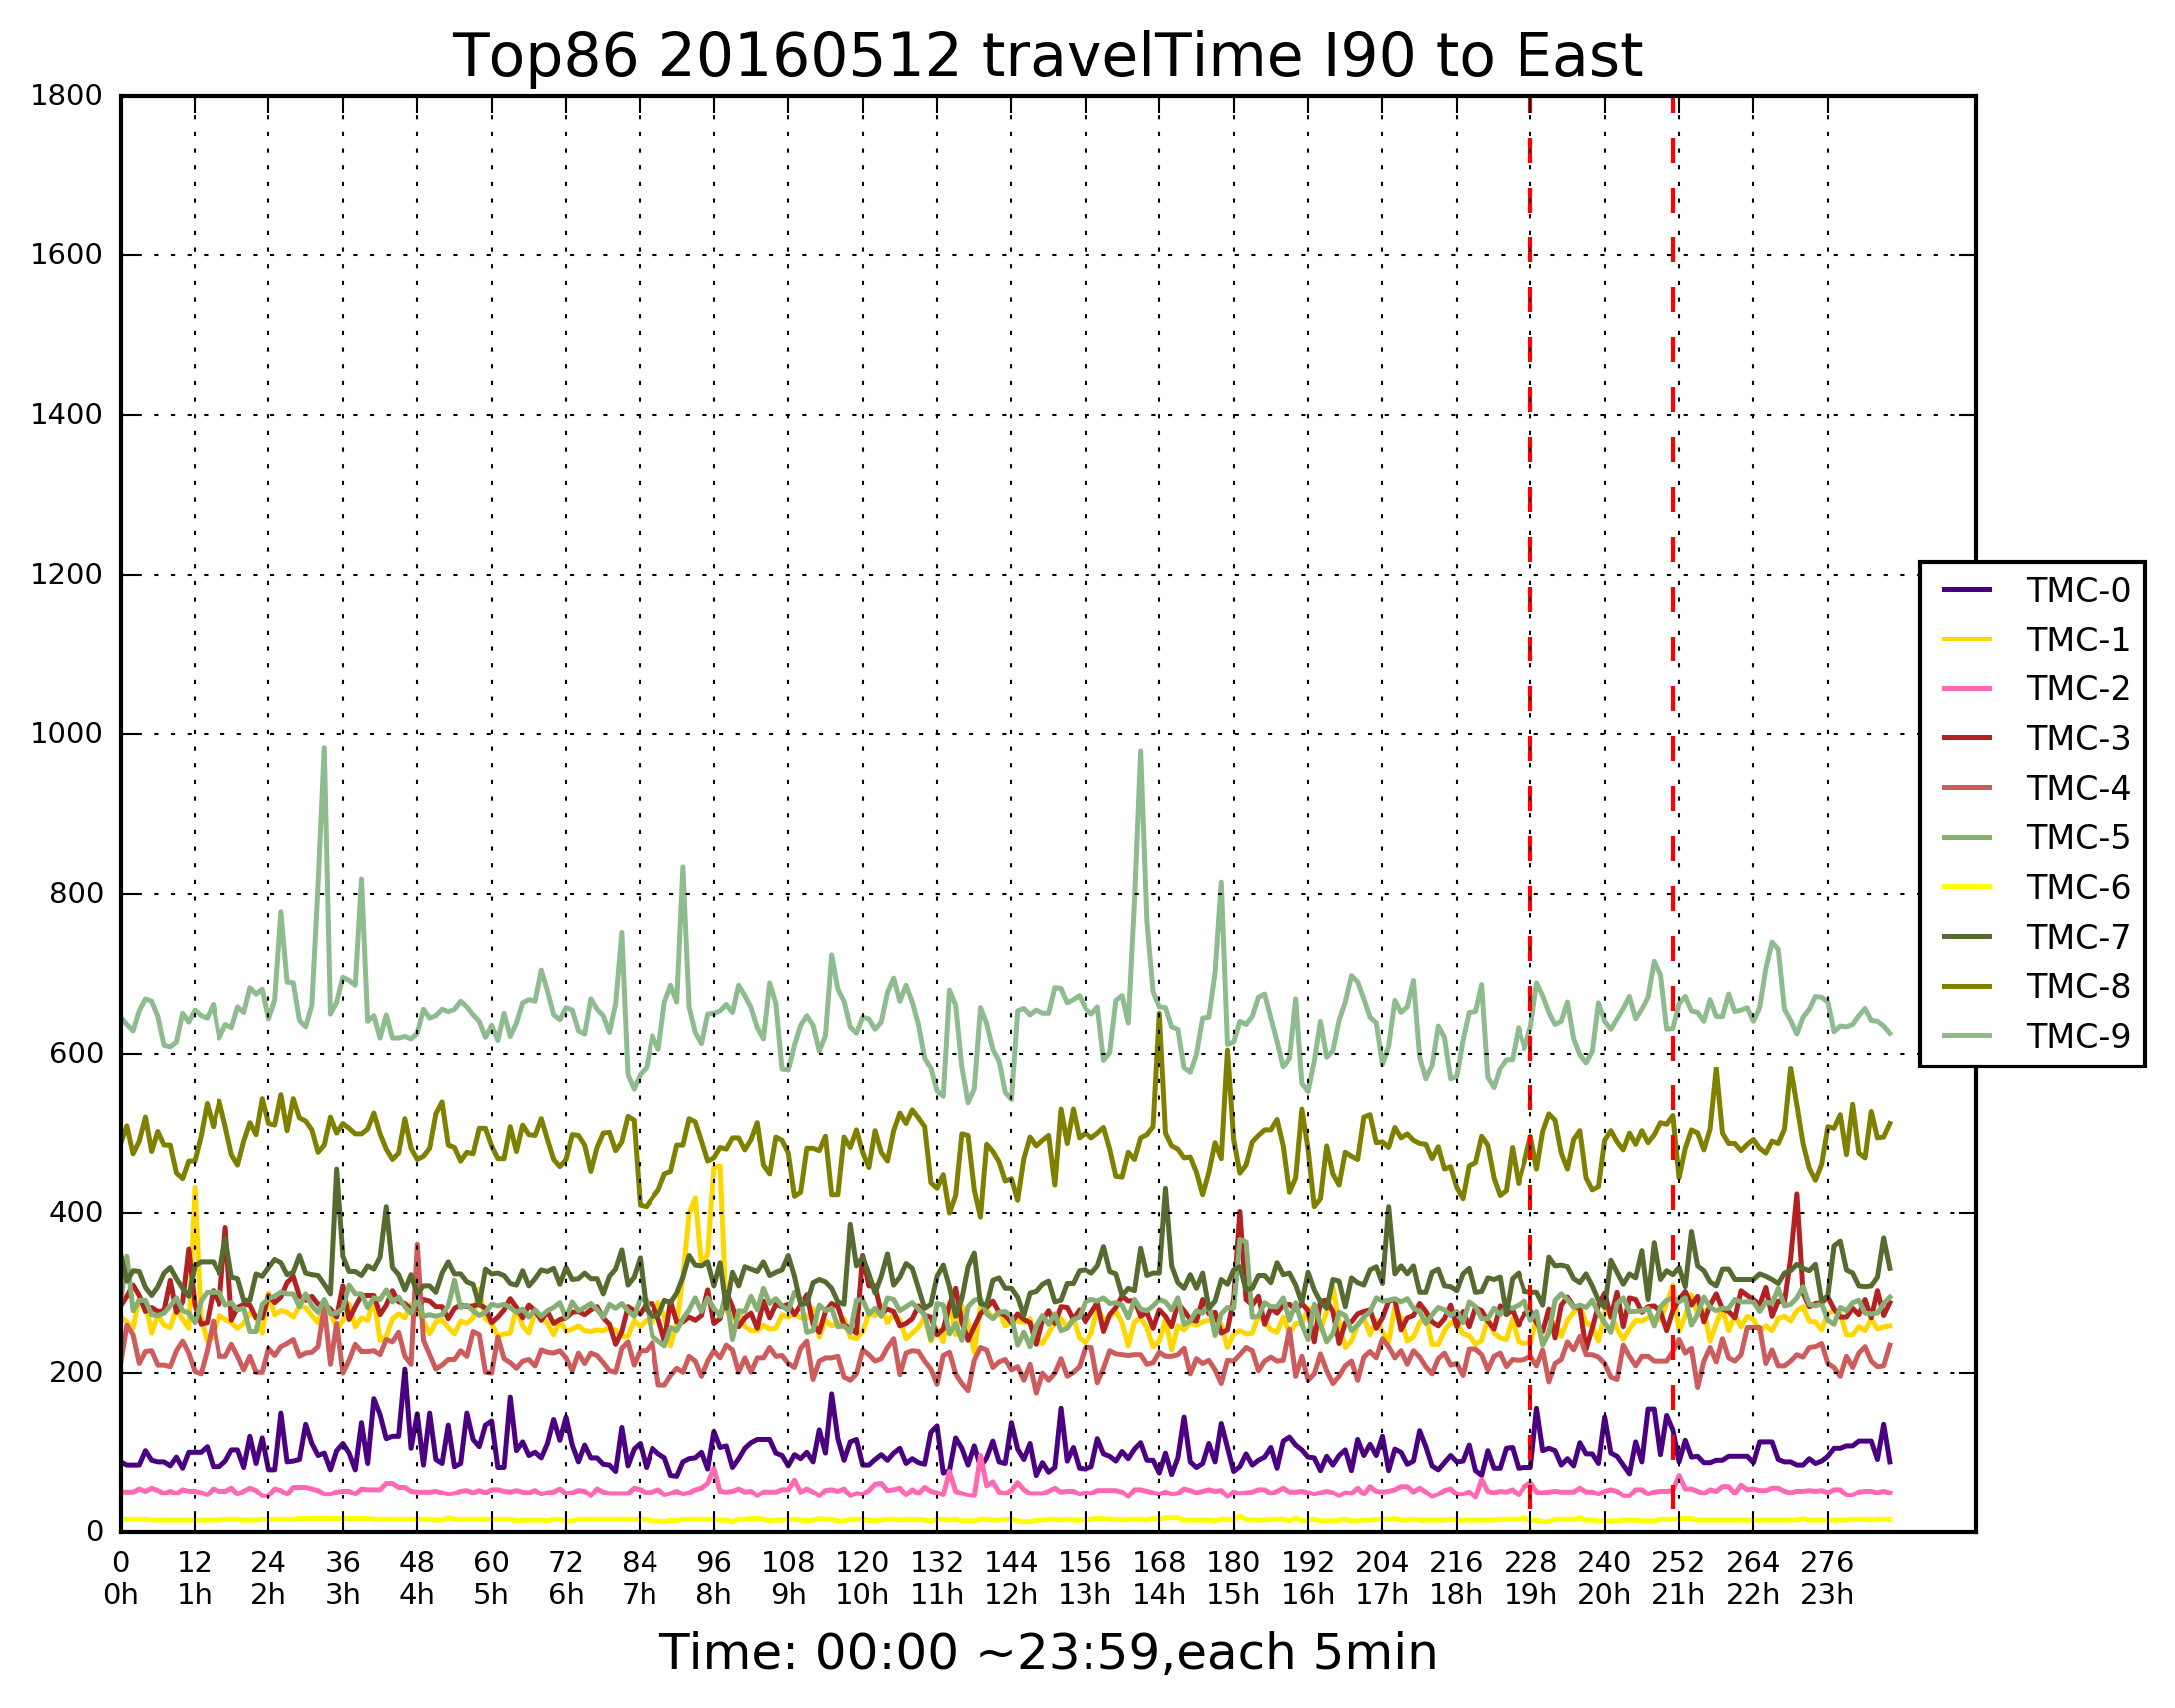 Top86 20160512 travelTime I90 to East
1800
1600
1400
1200
1000
800
600
400
200
0
TMC-0
TMC-1
TMC-2
TMC-3
TMC-4
TMC-5
TMC-6
TMC-7
TMC-8
TMC-9
0 12 24 36 48 60 72 84 96 108 120 132 144 156 168 180 192 204 216 228 240 252 264 276
0h 1h 2h 3h 4h 5h 6h 7h 8h 9h 10h 11h 12h 13h 14h 15h 16h 17h 18h 19h 20h 21h 22h 23h
Time: 00:00 ~23:59,each 5min